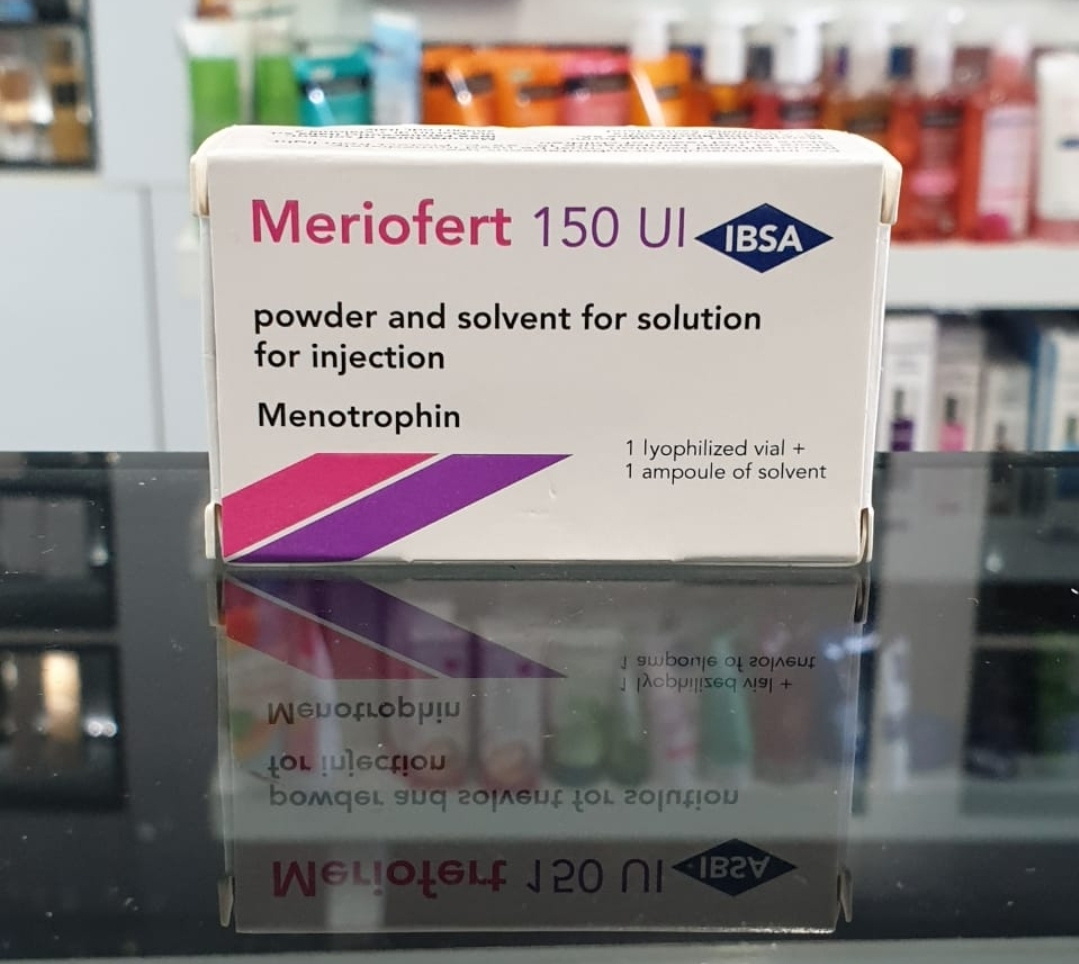 Meriofert 150 UI IBSA
powder and solvent for solution
for injection
Menotrophin
1 lyophilized vial +
1 ampoule of solvent